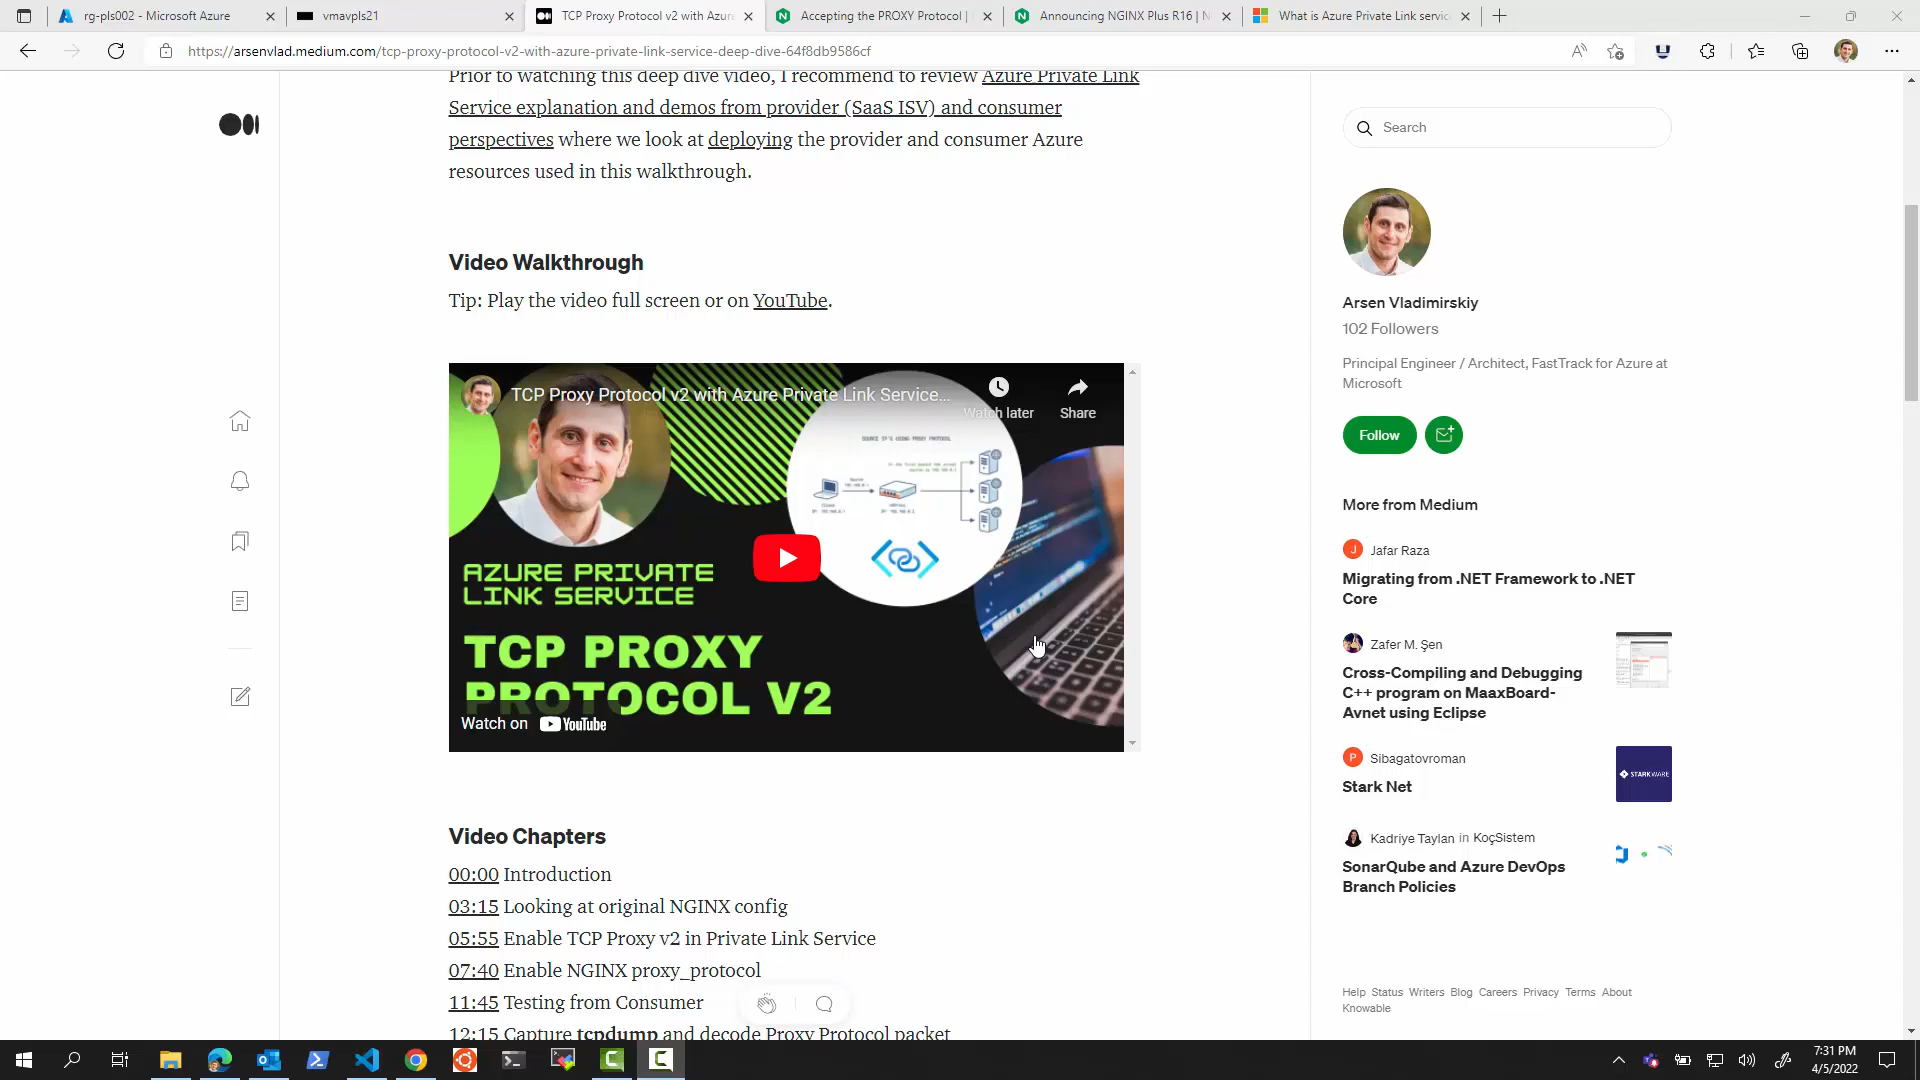 rg-pls002 - Microsoft Azure
vmavpls21
TCP Proxy Protocol v2 with Azure
Accepting the PROXY Protocol |
Announcing NGINX Plus R16 | N
What is Azure Private Link servic
https://arsenvlad.medium.com/tcp-proxy-protocol-v2-with-azure-private-link-service-deep-dive-64f8db9586cf
Prior to watching this deep dive video, I recommend to review Azure Private Link
Service explanation and demos from provider (SaaS ISV) and consumer
perspectives where we look at deploying the provider and consumer Azure
resources used in this walkthrough.
Video Walkthrough
Tip: Play the video full screen or on YouTube.
TCP Proxy Protocol v2 with Azure Private Link Service...
Watch later
Share
SOURCE IP'S USING PROXY PROTOCOL
AZURE PRIVATE
LINK SERVICE
TCP PROXY
PROTOCOL V2
Watch on YouTube
Video Chapters
00:00 Introduction
03:15 Looking at original NGINX config
05:55 Enable TCP Proxy v2 in Private Link Service
07:40 Enable NGINX proxy_protocol
11:45 Testing from Consumer
12:15 Capture tcpdump and decode Proxy Protocol packet
Search
Arsen Vladimirskiy
102 Followers
Principal Engineer / Architect, FastTrack for Azure at
Microsoft
Follow
More from Medium
J
Jafar Raza
Migrating from .NET Framework to .NET
Core
Zafer M. Şen
Cross-Compiling and Debugging
C++ program on MaaxBoard-
Avnet using Eclipse
P
Sibagatovroman
Stark Net
STARKWARE
Kadriye Taylan in KoçSistem
SonarQube and Azure DevOps
Branch Policies
Help Status Writers Blog Careers Privacy Terms About
Knowable
7:31 PM
4/5/2022